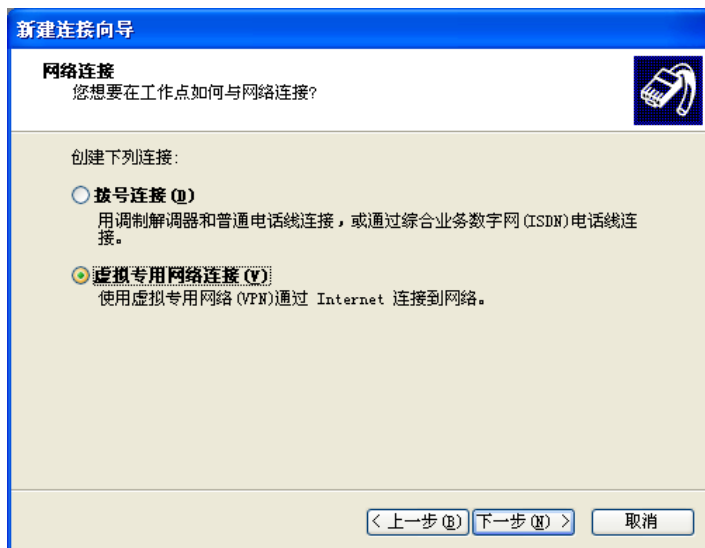 新建连接向导
网络连接
您想要在工作点如何与网络连接?
创建下列连接:
拨号连接(D)
用调制解调器和普通电话线连接，或通过综合业务数字网(ISDN)电话线连
接。
虚拟专用网络连接(V)
使用虚拟专用网络(VPN)通过 Internet 连接到网络。
< 上一步(B) 下一步(N) > 取消